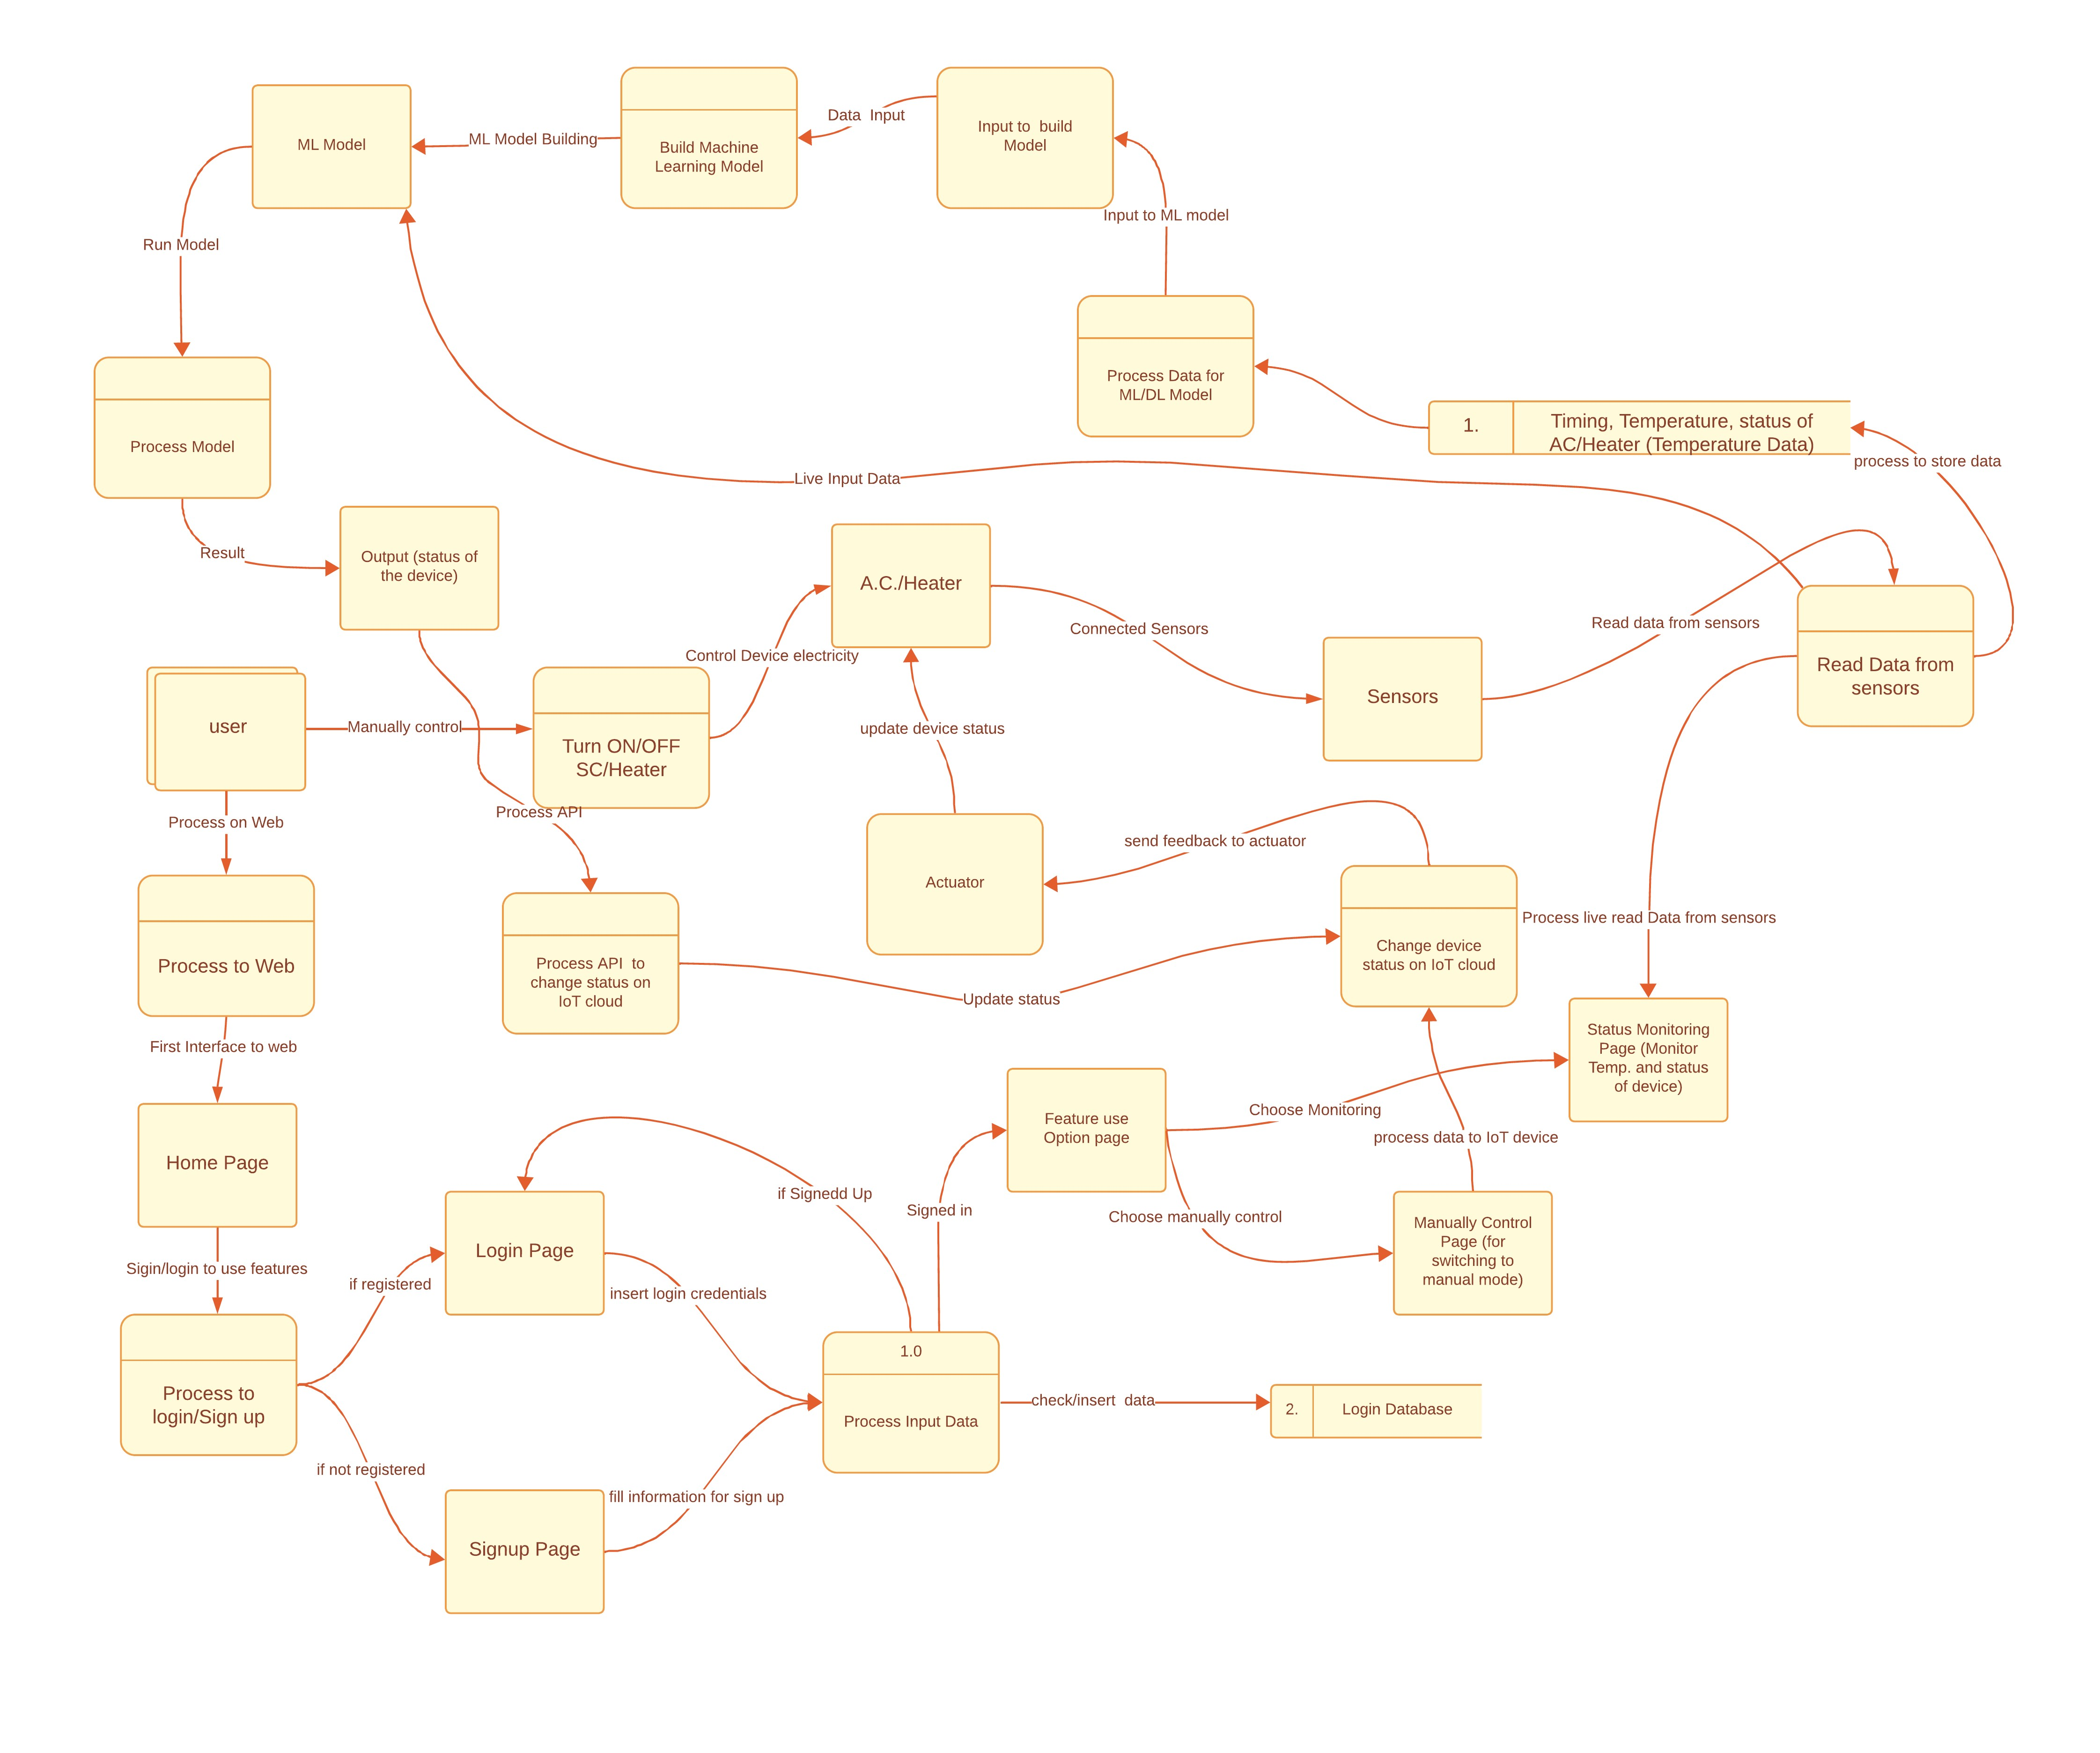 ML Model
ML Model Building
Build Machine
Learning Model
Data  Input
Input to  build
Model
Input to ML model
Run Model
Process Data for
ML/DL Model
1.
Timing, Temperature, status of
AC/Heater (Temperature Data)
process to store data
Process Model
Live Input Data
Result
Output (status of
the device)
A.C./Heater
Connected Sensors
Read data from sensors
Control Device electricity
Sensors
Read Data from
sensors
user
Manually control
Turn ON/OFF
SC/Heater
update device status
Process API
Process on Web
send feedback to actuator
Actuator
Process live read Data from sensors
Process to Web
Process API  to
change status on
IoT cloud
Change device
status on IoT cloud
Update status
First Interface to web
Status Monitoring
Page (Monitor
Temp. and status
of device)
Feature use
Option page
Choose Monitoring
process data to IoT device
Home Page
if Signedd Up
Signed in
Choose manually control
Manually Control
Page (for
switching to
manual mode)
Login Page
Sigin/login to use features
if registered
insert login credentials
1.0
Process Input Data
check/insert  data
2.
Login Database
Process to
login/Sign up
if not registered
fill information for sign up
Signup Page